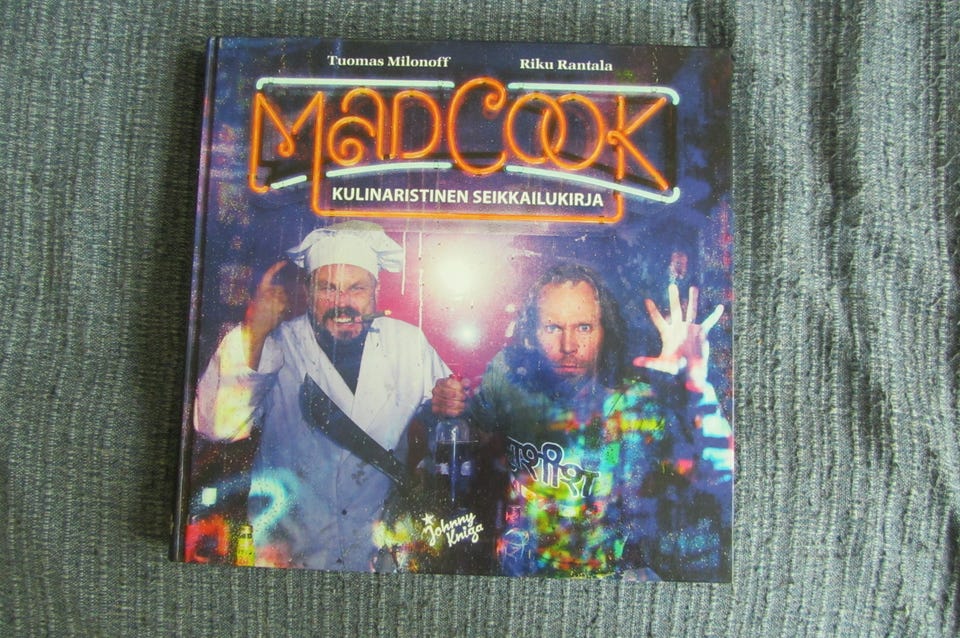 Tuomas Milonoff Riku Rantala
MADCOOK
KULINARISTINEN SEIKKAILUKIRJA
Johnny
Kniga